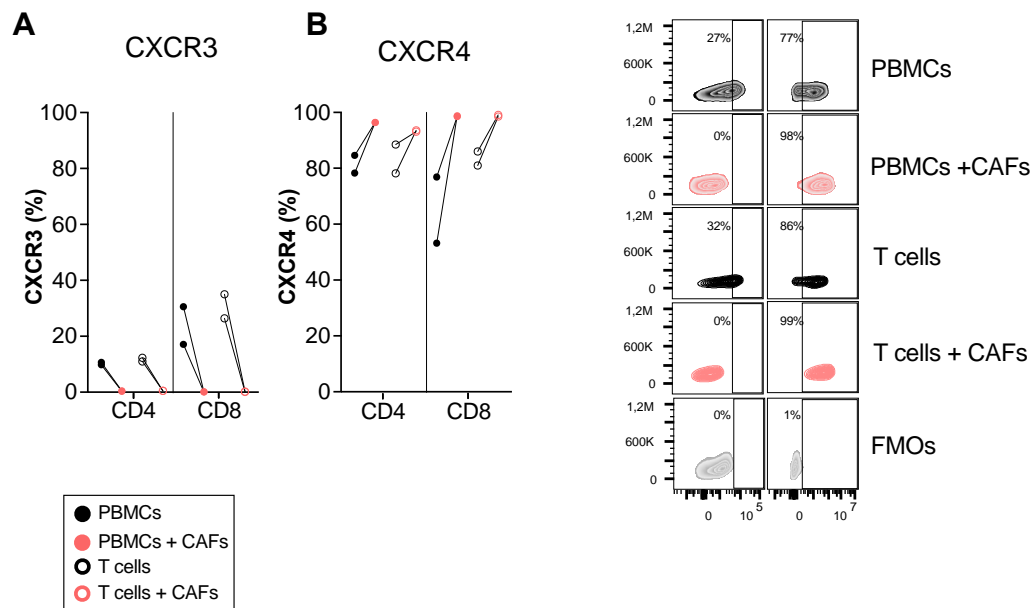 A
CXCR3
CXCR3 (%)
100
80
60
40
20
0
CD4
CD8
B
CXCR4
CXCR4 (%)
100
80
60
40
20
0
CD4
CD8
PBMCs
PBMCs + CAFs
T cells
T cells + CAFs
1,2M
600K
0
27%
77%
PBMCs
1,2M
600K
0
0%
98%
PBMCs +CAFs
1,2M
600K
0
32%
86%
T cells
1,2M
600K
0
0%
99%
T cells + CAFs
1,2M
600K
0
0%
1%
FMOs
0 10 5 0 10 7